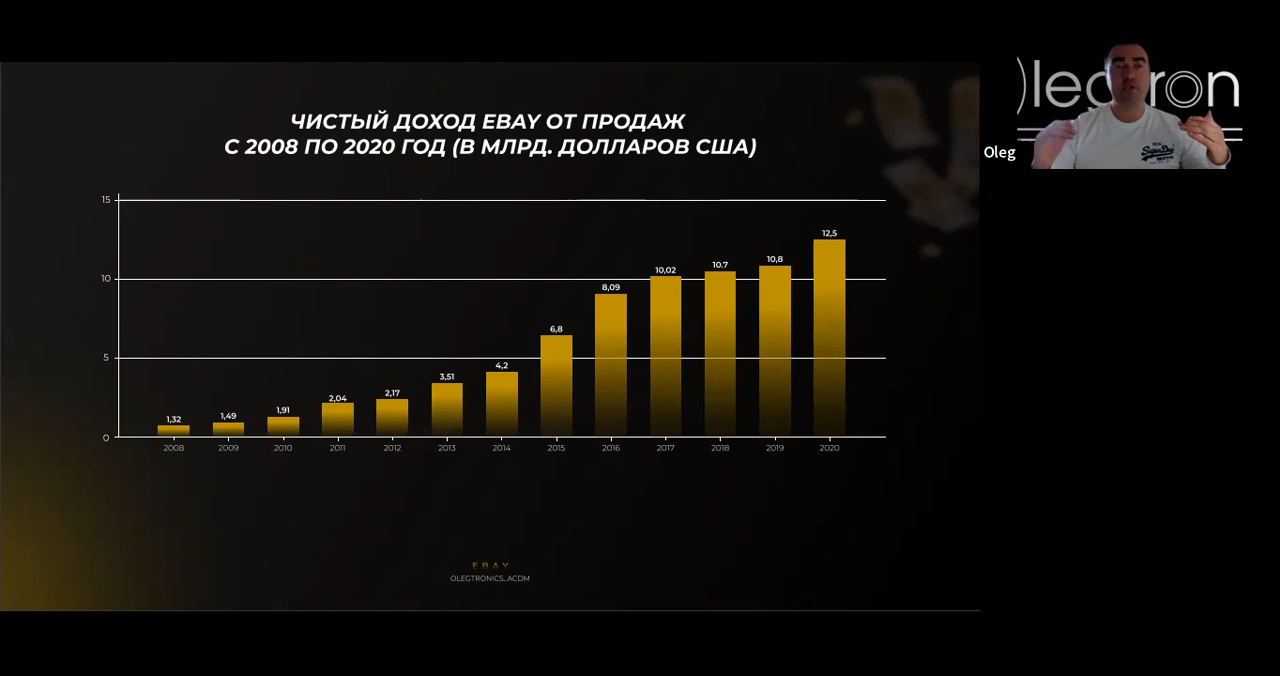 ЧИСТЫЙ ДОХОД EBAY ОТ ПРОДАЖ
С 2008 ПО 2020 ГОД (В МЛРД. ДОЛЛАРОВ США)
15
10
5
0
1,32
1,49
1,91
2,04
2,17
3,51
4,2
6,8
8,09
10,02
10.7
10,8
12,5
2008 2009 2010 2011 2012 2013 2014 2015 2016 2017 2018 2019 2020
EBAY
OLEGTRONICS_ACDM
Oleg